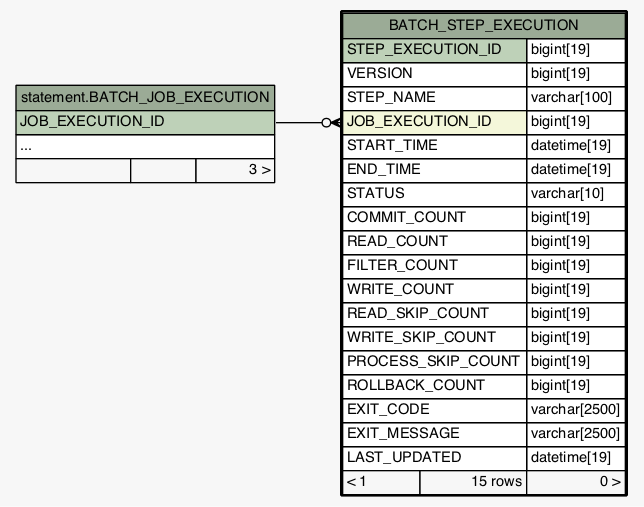 statement.BATCH_JOB_EXECUTION
JOB_EXECUTION_ID
...
3 >
BATCH_STEP_EXECUTION
STEP_EXECUTION_ID bigint[19]
VERSION bigint[19]
STEP_NAME varchar[100]
JOB_EXECUTION_ID bigint[19]
START_TIME datetime[19]
END_TIME datetime[19]
STATUS varchar[10]
COMMIT_COUNT bigint[19]
READ_COUNT bigint[19]
FILTER_COUNT bigint[19]
WRITE_COUNT bigint[19]
READ_SKIP_COUNT bigint[19]
WRITE_SKIP_COUNT bigint[19]
PROCESS_SKIP_COUNT bigint[19]
ROLLBACK_COUNT bigint[19]
EXIT_CODE varchar[2500]
EXIT_MESSAGE varchar[2500]
LAST_UPDATED datetime[19]
< 1 15 rows 0 >